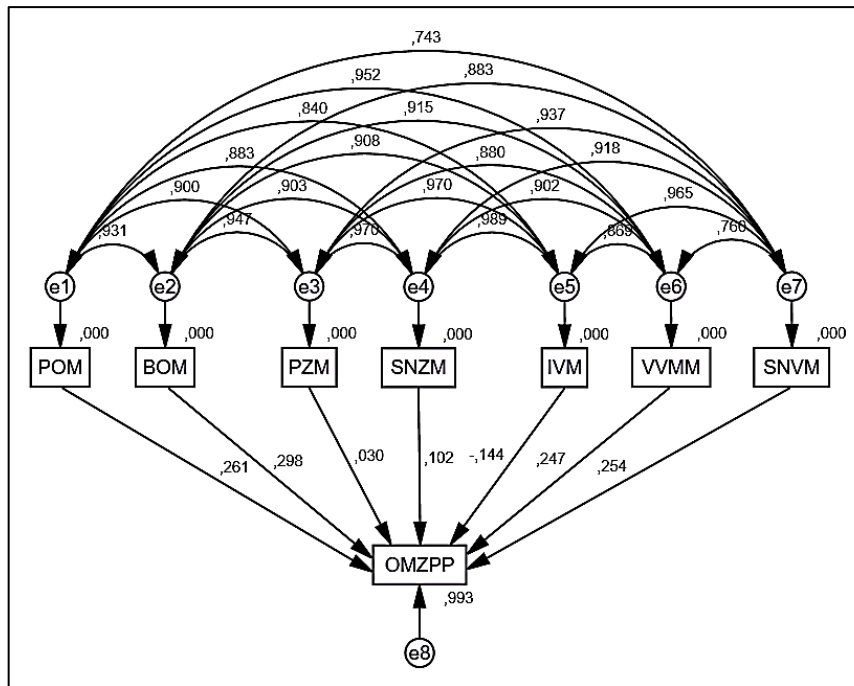 ,743
,952
,883
,840
,915
,937
,883
,908
,880
,918
,900
,903
,970
,902
,965
,931
,947
,970
,989
,869
,760
e1
e2
e3
e4
e5
e6
e7
,000
,000
,000
,000
,000
,000
,000
POM
BOM
PZM
SNZM
IVM
VVMM
SNVM
,261
,298
,030
,102
-,144
,247
,254
OMZPP
,993
e8